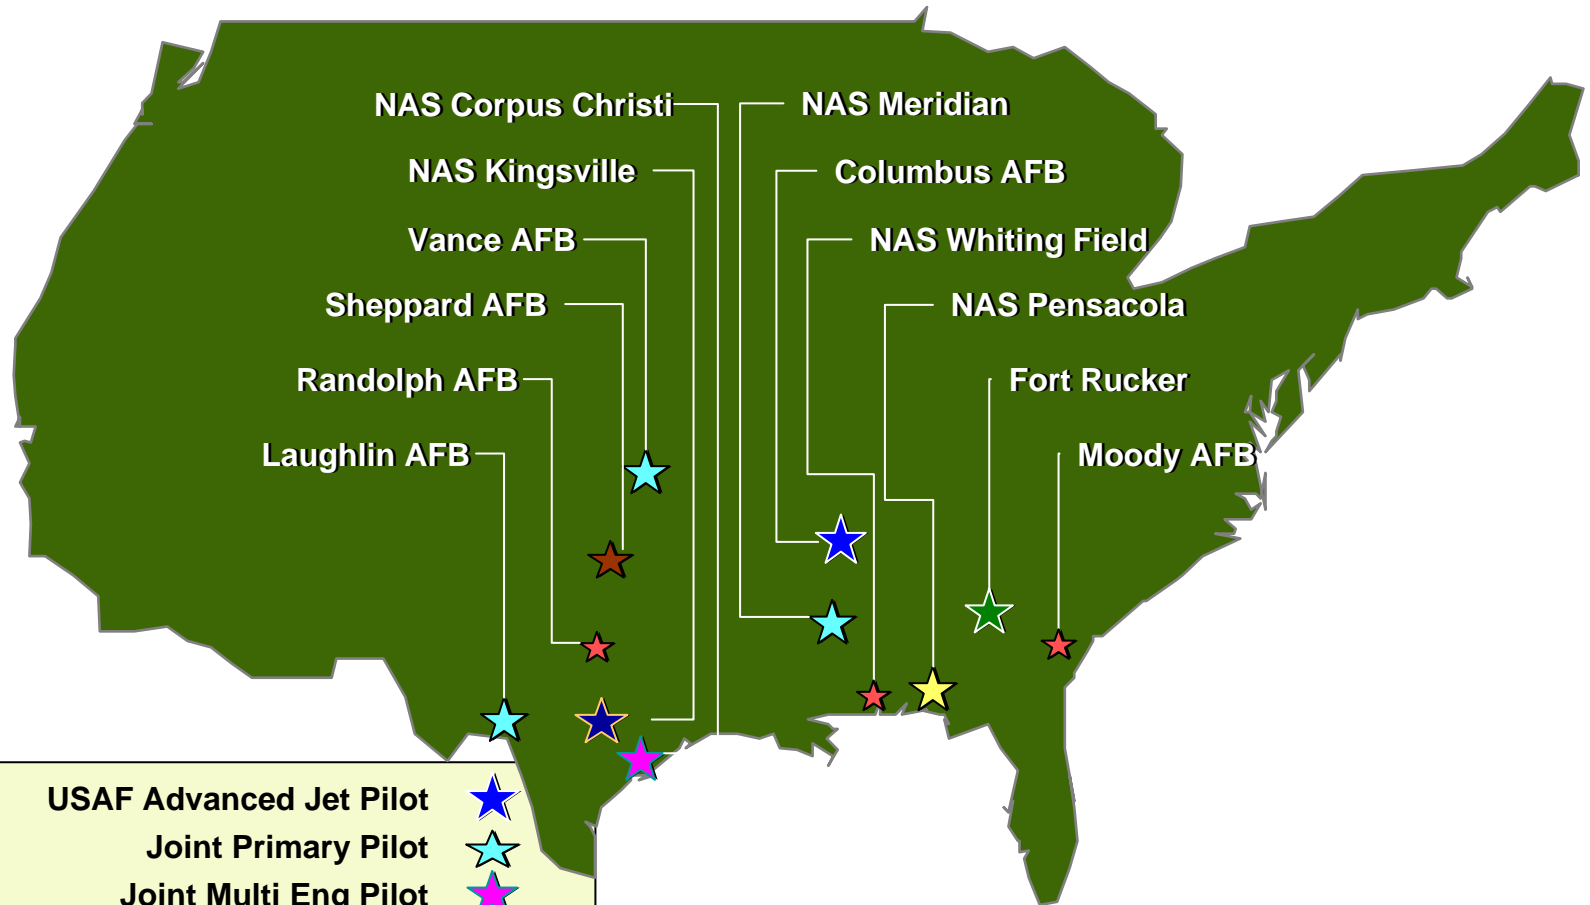 NAS Corpus Christi
NAS Kingsville
Vance AFB
Sheppard AFB
Randolph AFB
Laughlin AFB
NAS Meridian
Columbus AFB
NAS Whiting Field
NAS Pensacola
Fort Rucker
Moody AFB
USAF Advanced Jet Pilot
Joint Primary Pilot
Joint Multi Eng Pilot